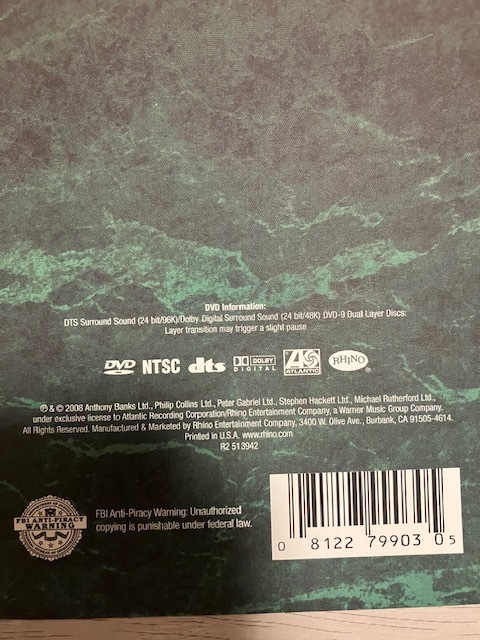 DVD Information:
DTS Surround Sound (24 bit/96K)/Dolby Digital Surround Sound (24 bit/48K) DVD-9 Dual Layer Discs:
Layer transition may trigger a slight pause
DVD VIDEO NTSC dts DOLBY DIGITAL ATLANTIC RHINO
℗ & © 2008 Anthony Banks Ltd., Philip Collins Ltd., Peter Gabriel Ltd., Stephen Hackett Ltd., Michael Rutherford Ltd.,
under exclusive license to Atlantic Recording Corporation/Rhino Entertainment Company, a Warner Music Group Company.
All Rights Reserved. Manufactured & Marketed by Rhino Entertainment Company, 3400 W. Olive Ave., Burbank, CA 91505-4614.
Printed in U.S.A. www.rhino.com
R2 513942
FBI ANTI-PIRACY
WARNING
FBI Anti-Piracy Warning: Unauthorized
copying is punishable under federal law.
0 81227 99030 5